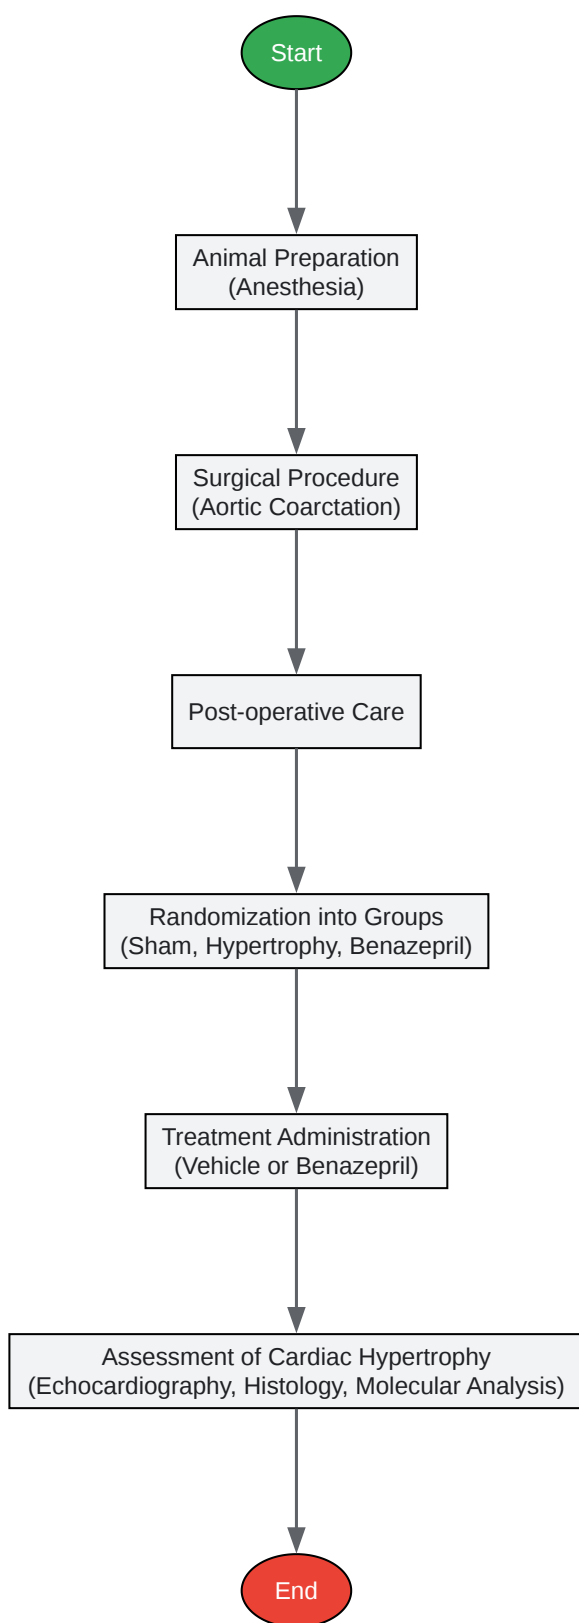 Start
Animal Preparation
(Anesthesia)
Surgical Procedure
(Aortic Coarctation)
Post-operative Care
Randomization into Groups
(Sham, Hypertrophy, Benazepril)
Treatment Administration
(Vehicle or Benazepril)
Assessment of Cardiac Hypertrophy
(Echocardiography, Histology, Molecular Analysis)
End